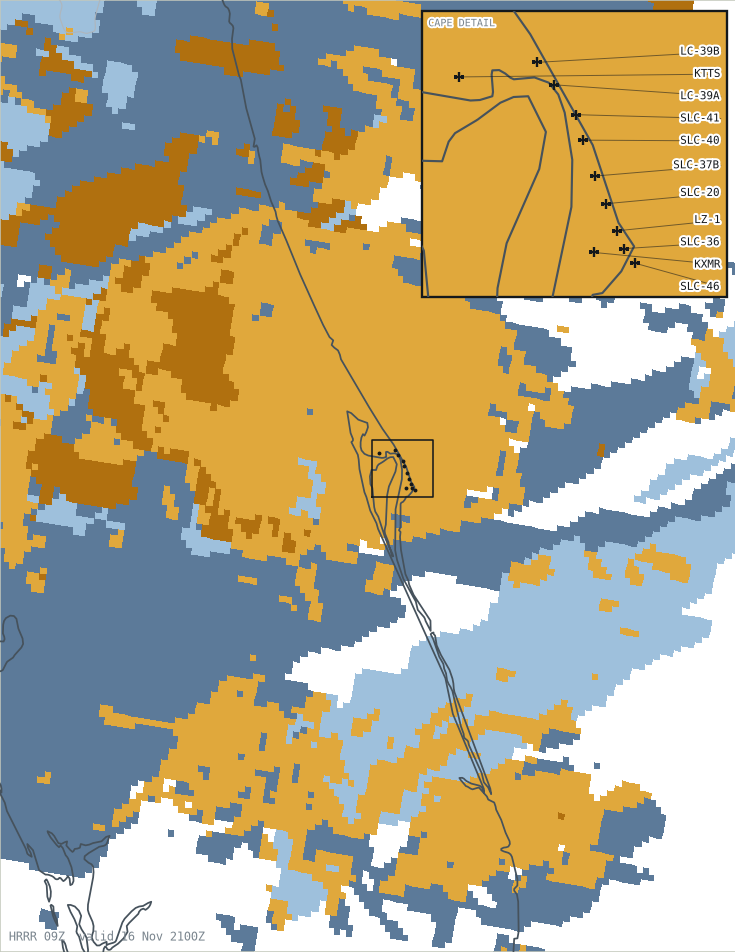 CAPE DETAIL
LC-39B
KTTS
LC-39A
SLC-41
SLC-40
SLC-37B
SLC-20
LZ-1
SLC-36
KXMR
SLC-46
HRRR 09Z  valid 16 Nov 2100Z